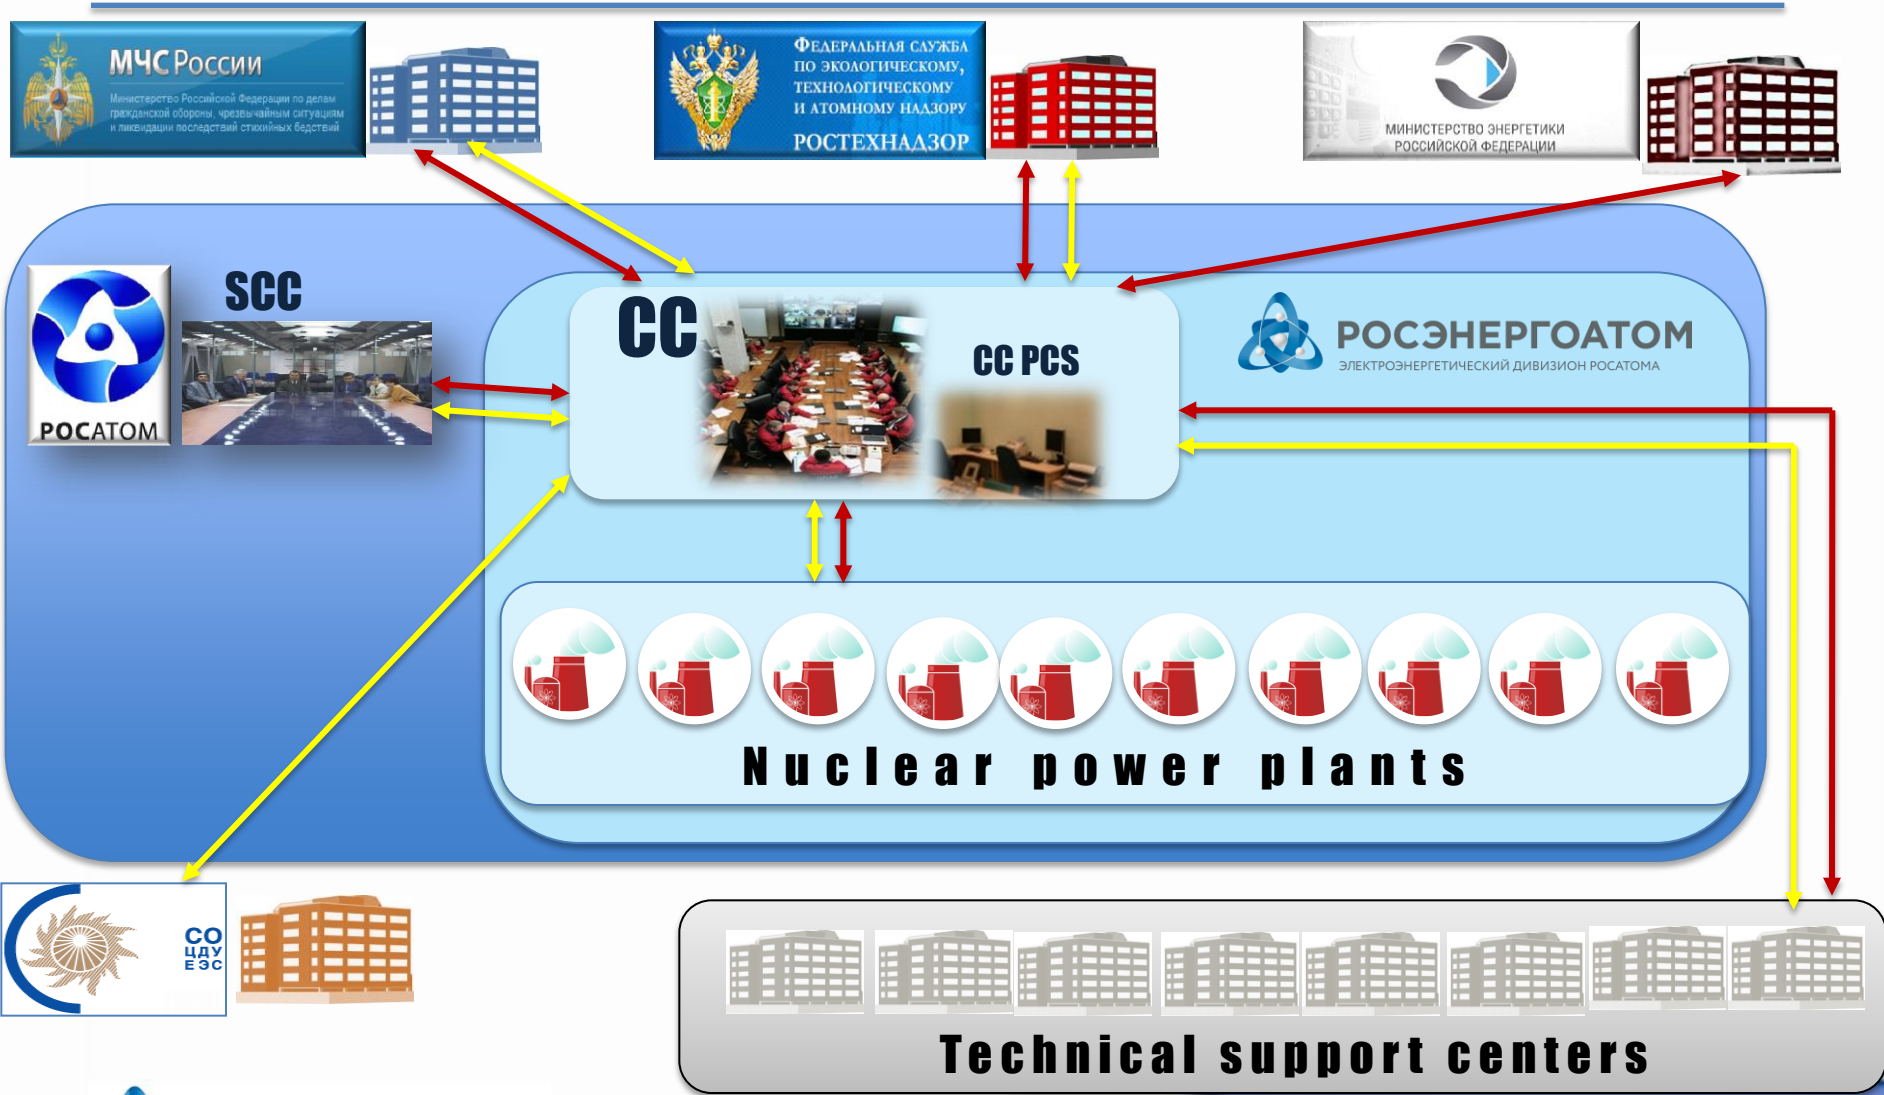 МЧС России
Министерство Российской Федерации по делам
гражданской обороны, чрезвычайным ситуациям
и ликвидации последствий стихийных бедствий
Федеральная служба
по экологическому,
технологическому
и атомному надзору
РОСТЕХНАДЗОР
МИНИСТЕРСТВО ЭНЕРГЕТИКИ
РОССИЙСКОЙ ФЕДЕРАЦИИ
SCC
РОСАТОМ
CC
CC PCS
РОСЭНЕРГОАТОМ
ЭЛЕКТРОЭНЕРГЕТИЧЕСКИЙ ДИВИЗИОН РОСАТОМА
Nuclear power plants
СО
ЦДУ
ЕЭС
Technical support centers